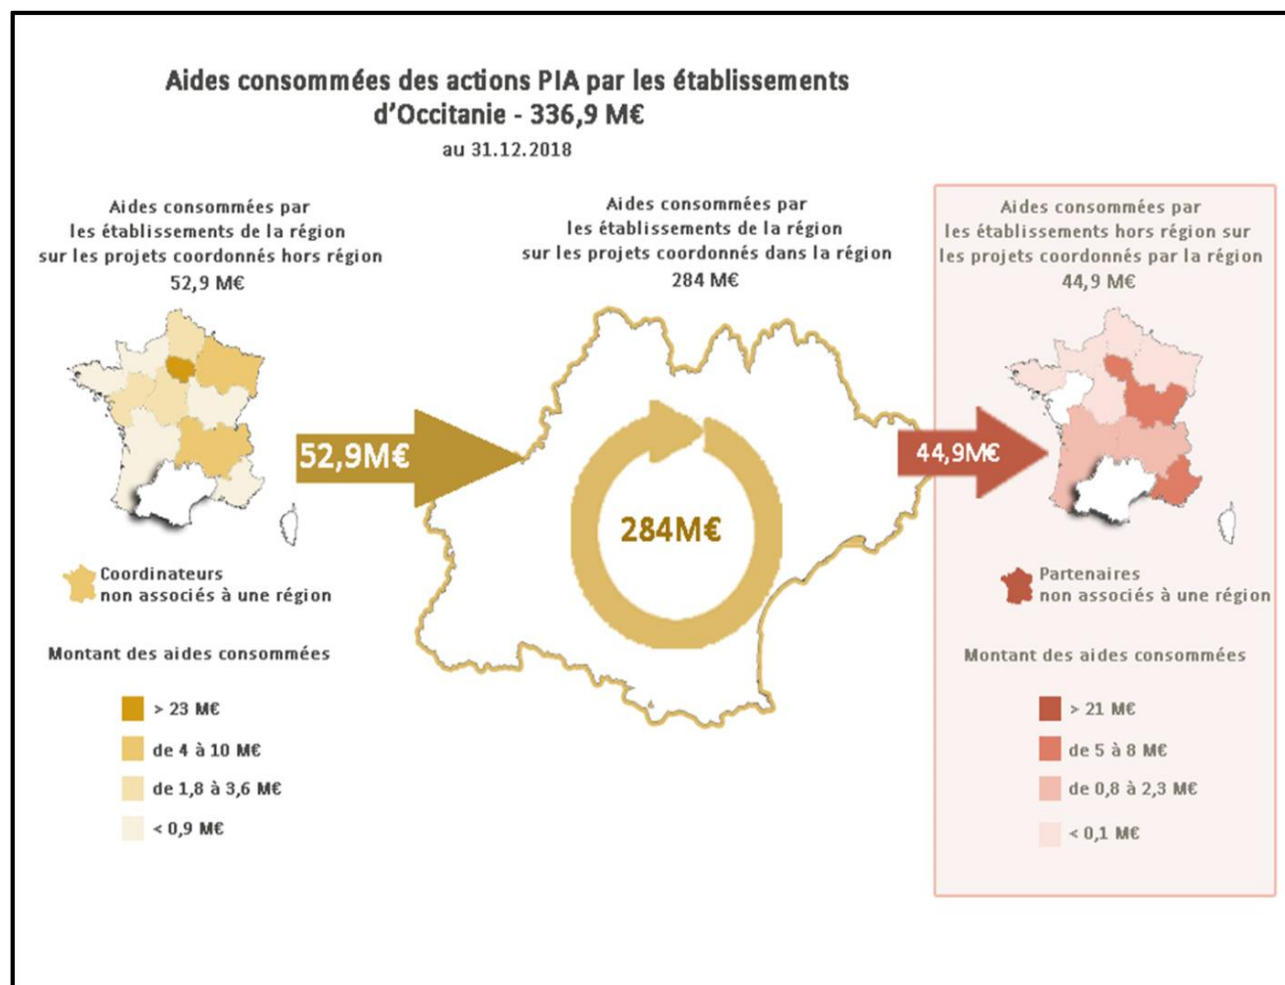 Aides consommées des actions PIA par les établissements
d'Occitanie - 336,9 M€
au 31.12.2018
Aides consommées par
les établissements de la région
sur les projets coordonnés hors région
52,9 M€
Aides consommées par
les établissements de la région
sur les projets coordonnés dans la région
284 M€
Aides consommées par
les établissements hors région sur
les projets coordonnés par la région
44,9 M€
52,9M€
284M€
44,9M€
Coordinateurs
non associés à une région
Montant des aides consommées
> 23 M€
de 4 à 10 M€
de 1,8 à 3,6 M€
< 0,9 M€
Partenaires
non associés à une région
Montant des aides consommées
> 21 M€
de 5 à 8 M€
de 0,8 à 2,3 M€
< 0,1 M€